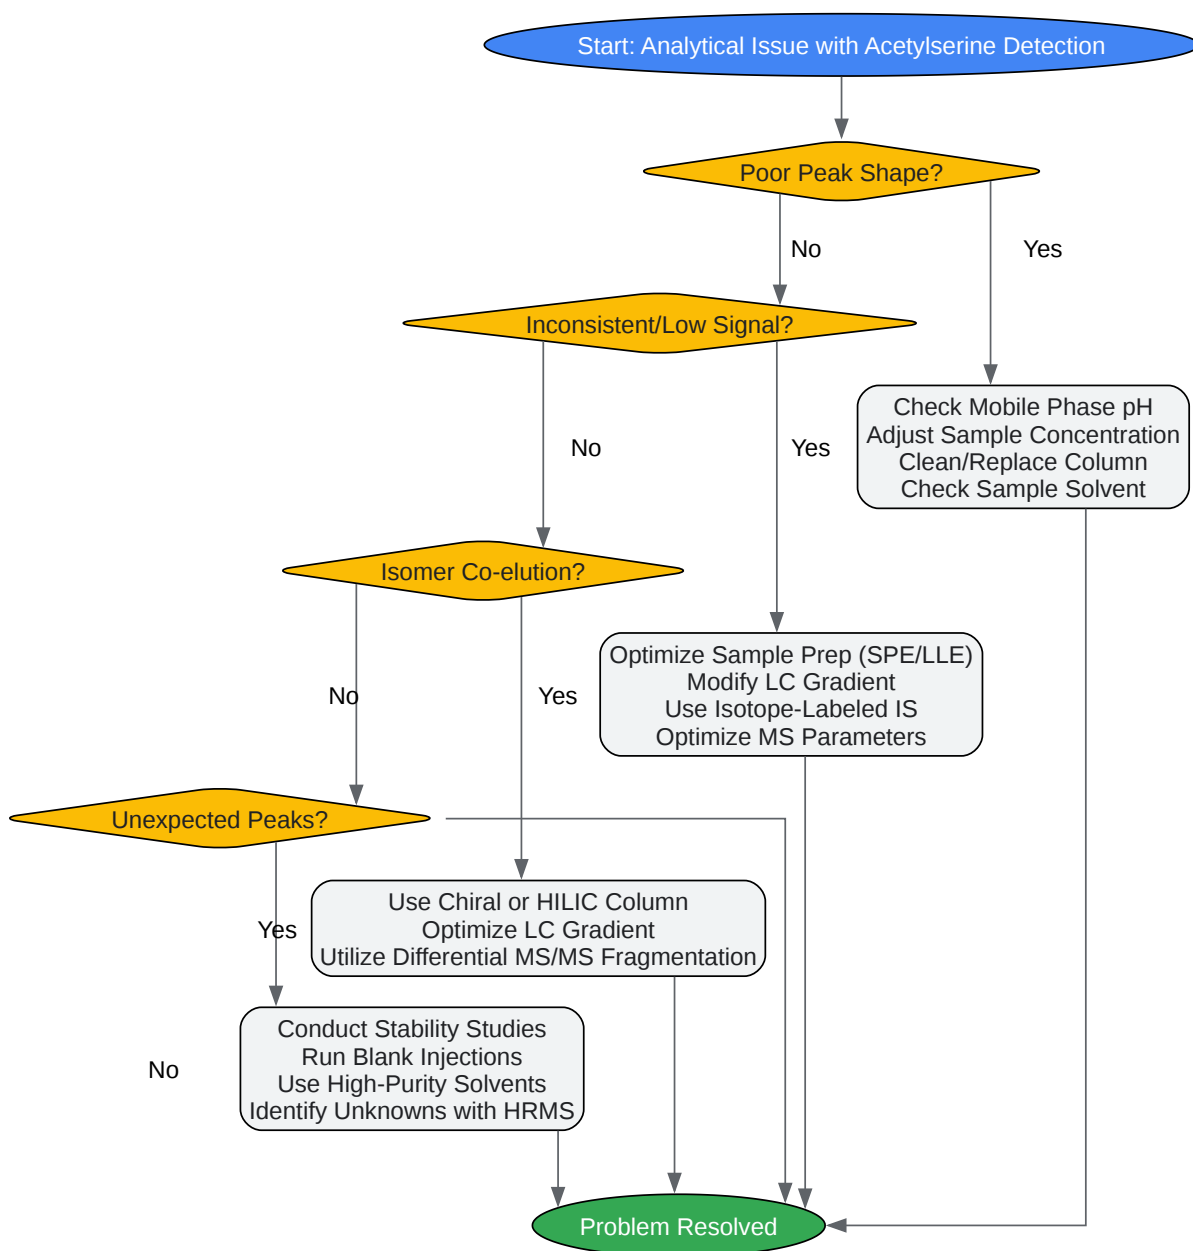 Start: Analytical Issue with Acetylserine Detection
Poor Peak Shape?
No
Yes
Inconsistent/Low Signal?
Check Mobile Phase pH
Adjust Sample Concentration
Clean/Replace Column
Check Sample Solvent
No
Yes
Isomer Co-elution?
Optimize Sample Prep (SPE/LLE)
Modify LC Gradient
Use Isotope-Labeled IS
Optimize MS Parameters
No
Yes
Unexpected Peaks?
Use Chiral or HILIC Column
Optimize LC Gradient
Utilize Differential MS/MS Fragmentation
Yes
Conduct Stability Studies
Run Blank Injections
Use High-Purity Solvents
Identify Unknowns with HRMS
No
Problem Resolved